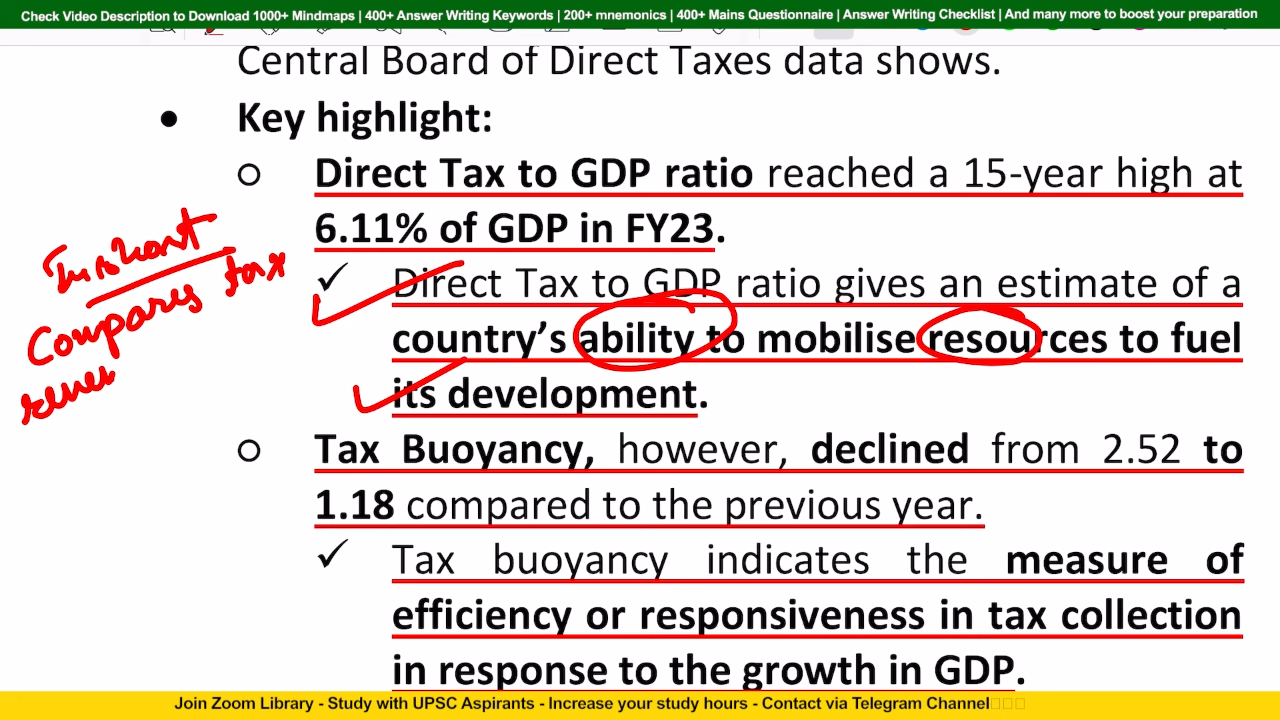 Check Video Description to Download 1000+ Mindmaps | 400+ Answer Writing Keywords | 200+ mnemonics | 400+ Mains Questionnaire | Answer Writing Checklist | And many more to boost your preparation
Central Board of Direct Taxes data shows.
• Key highlight:
○ Direct Tax to GDP ratio reached a 15-year high at
6.11% of GDP in FY23.
✓ Direct Tax to GDP ratio gives an estimate of a
country’s ability to mobilise resources to fuel
its development.
○ Tax Buoyancy, however, declined from 2.52 to
1.18 compared to the previous year.
✓ Tax buoyancy indicates the measure of
efficiency or responsiveness in tax collection
in response to the growth in GDP.
Compares tax
Join Zoom Library - Study with UPSC Aspirants - Increase your study hours - Contact via Telegram Channel